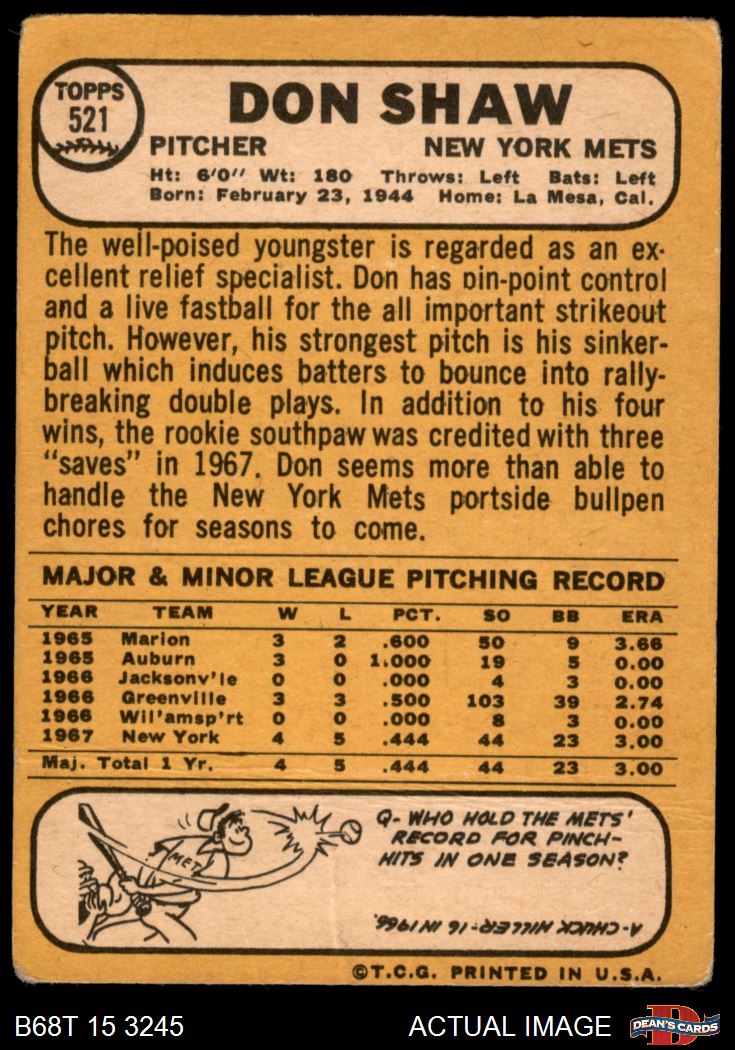 TOPPS
521
DON SHAW
PITCHER NEW YORK METS
Ht: 6'0" Wt: 180 Throws: Left Bats: Left
Born: February 23, 1944 Home: La Mesa, Cal.
The well-poised youngster is regarded as an ex-
cellent relief specialist. Don has pin-point control
and a live fastball for the all important strikeout
pitch. However, his strongest pitch is his sinker-
ball which induces batters to bounce into rally-
breaking double plays. In addition to his four
wins, the rookie southpaw was credited with three
"saves" in 1967. Don seems more than able to
handle the New York Mets portside bullpen
chores for seasons to come.
MAJOR & MINOR LEAGUE PITCHING RECORD
YEAR TEAM W L PCT. SO BB ERA
1965 Marion 3 2 .600 50 9 3.66
1965 Auburn 3 0 1.000 19 5 0.00
1966 Jacksonv'le 0 0 .000 4 3 0.00
1966 Greenville 3 3 .500 103 39 2.74
1966 Wil'amsp'rt 0 0 .000 8 3 0.00
1967 New York 4 5 .444 44 23 3.00
Maj. Total 1 Yr. 4 5 .444 44 23 3.00
METS
Q- WHO HOLD THE METS'
RECORD FOR PINCH-
HITS IN ONE SEASON?
A-CHUCK HILLER-16 IN 1966.
©T.C.G. PRINTED IN U.S.A.
B68T 15 3245 ACTUAL IMAGE D DEAN'S CARDS